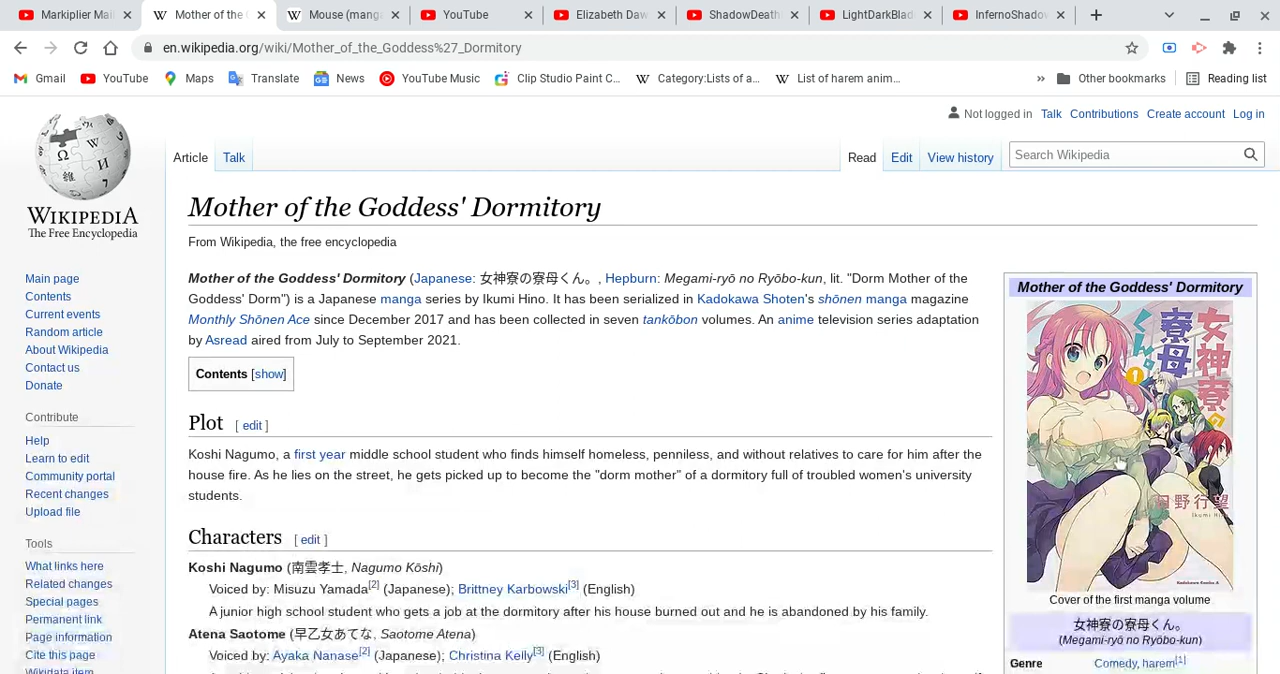 Markiplier Mai
Mother of the G
Mouse (manga
YouTube
Elizabeth Daw
ShadowDeath
LightDarkBlad
InfernoShadow
en.wikipedia.org/wiki/Mother_of_the_Goddess%27_Dormitory
Gmail YouTube Maps Translate News YouTube Music Clip Studio Paint C... Category:Lists of a... List of harem anim... » Other bookmarks Reading list
Not logged in Talk Contributions Create account Log in
Article Talk Read Edit View history Search Wikipedia
WIKIPEDIA
The Free Encyclopedia
Main page
Contents
Current events
Random article
About Wikipedia
Contact us
Donate
Contribute
Help
Learn to edit
Community portal
Recent changes
Upload file
Tools
What links here
Related changes
Special pages
Permanent link
Page information
Cite this page
Wikidata item
Mother of the Goddess' Dormitory
From Wikipedia, the free encyclopedia
Mother of the Goddess' Dormitory (Japanese: 女神寮の寮母くん。, Hepburn: Megami-ryō no Ryōbo-kun, lit. "Dorm Mother of the
Goddess' Dorm") is a Japanese manga series by Ikumi Hino. It has been serialized in Kadokawa Shoten's shōnen manga magazine
Monthly Shōnen Ace since December 2017 and has been collected in seven tankōbon volumes. An anime television series adaptation
by Asread aired from July to September 2021.
Contents [show]
Plot [ edit ]
Koshi Nagumo, a first year middle school student who finds himself homeless, penniless, and without relatives to care for him after the
house fire. As he lies on the street, he gets picked up to become the "dorm mother" of a dormitory full of troubled women's university
students.
Characters [ edit ]
Koshi Nagumo (南雲孝士, Nagumo Kōshi)
Voiced by: Misuzu Yamada[2] (Japanese); Brittney Karbowski[3] (English)
A junior high school student who gets a job at the dormitory after his house burned out and he is abandoned by his family.
Atena Saotome (早乙女あてな, Saotome Atena)
Voiced by: Ayaka Nanase[2] (Japanese); Christina Kelly[3] (English)
Mother of the Goddess' Dormitory
女神寮の
寮母
くん。
1
日野行望
Ikumi Hino
Kadokawa Comics A
Cover of the first manga volume
女神寮の寮母くん。
(Megami-ryō no Ryōbo-kun)
Genre Comedy, harem[1]